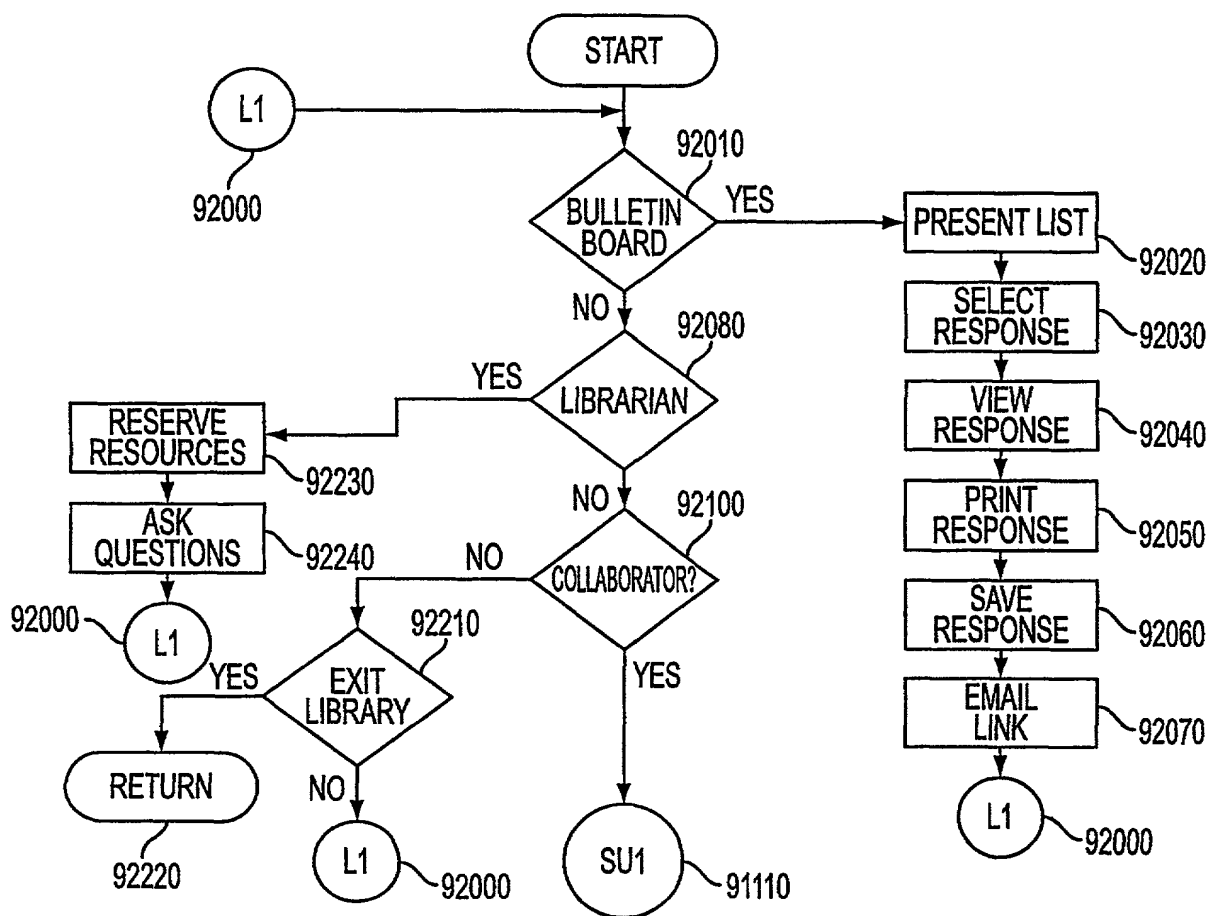 START
L1
92000
92010
BULLETIN
BOARD
YES
PRESENT LIST
92020
NO
SELECT
RESPONSE
92030
92080
LIBRARIAN
YES
VIEW
RESPONSE
92040
RESERVE
RESOURCES
92230
NO
92100
PRINT
RESPONSE
92050
ASK
QUESTIONS
92240
COLLABORATOR?
NO
SAVE
RESPONSE
92060
92000
L1
92210
EXIT
LIBRARY
YES
YES
EMAIL
LINK
92070
RETURN
92220
NO
L1
92000
SU1
91110
L1
92000